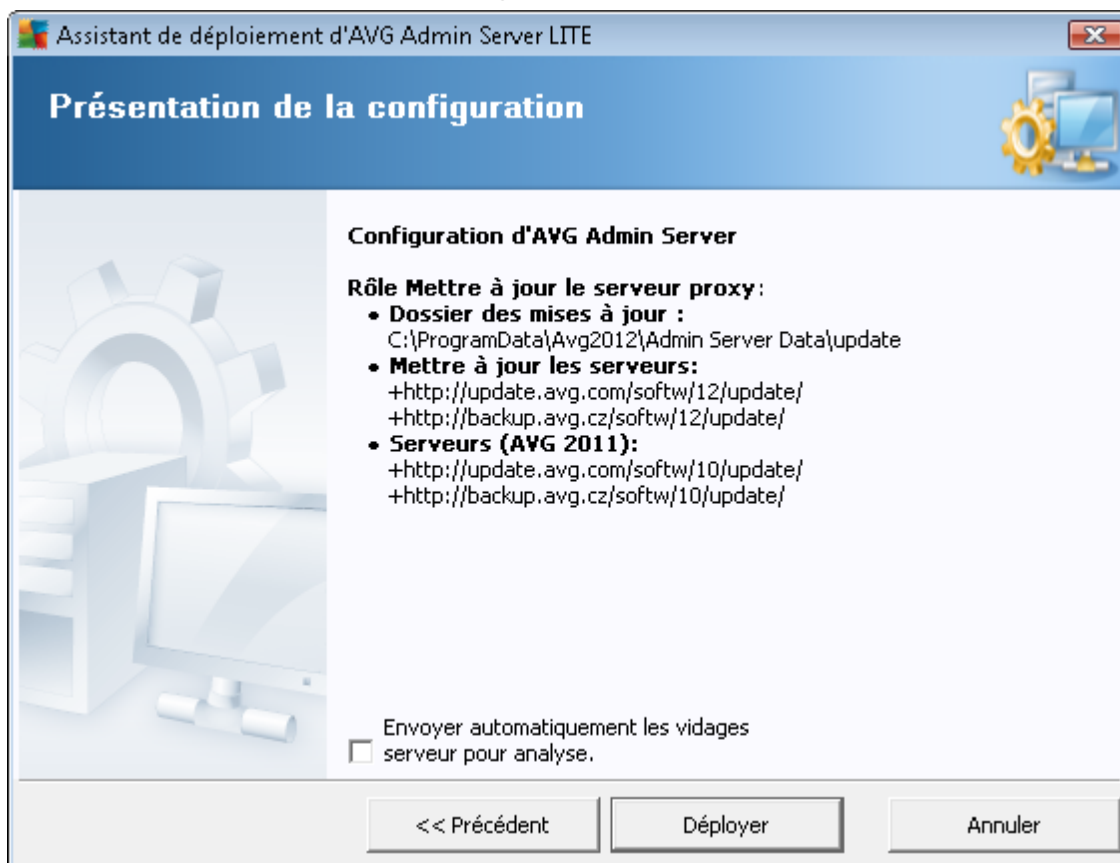 Assistant de déploiement d'AVG Admin Server LITE
Présentation de la configuration
Configuration d'AVG Admin Server
Rôle Mettre à jour le serveur proxy:
• Dossier des mises à jour :
C:\ProgramData\Avg2012\Admin Server Data\update
• Mettre à jour les serveurs:
+http://update.avg.com/softw/12/update/
+http://backup.avg.cz/softw/12/update/
• Serveurs (AVG 2011):
+http://update.avg.com/softw/10/update/
+http://backup.avg.cz/softw/10/update/
Envoyer automatiquement les vidages
serveur pour analyse.
<< Précédent
Déployer
Annuler